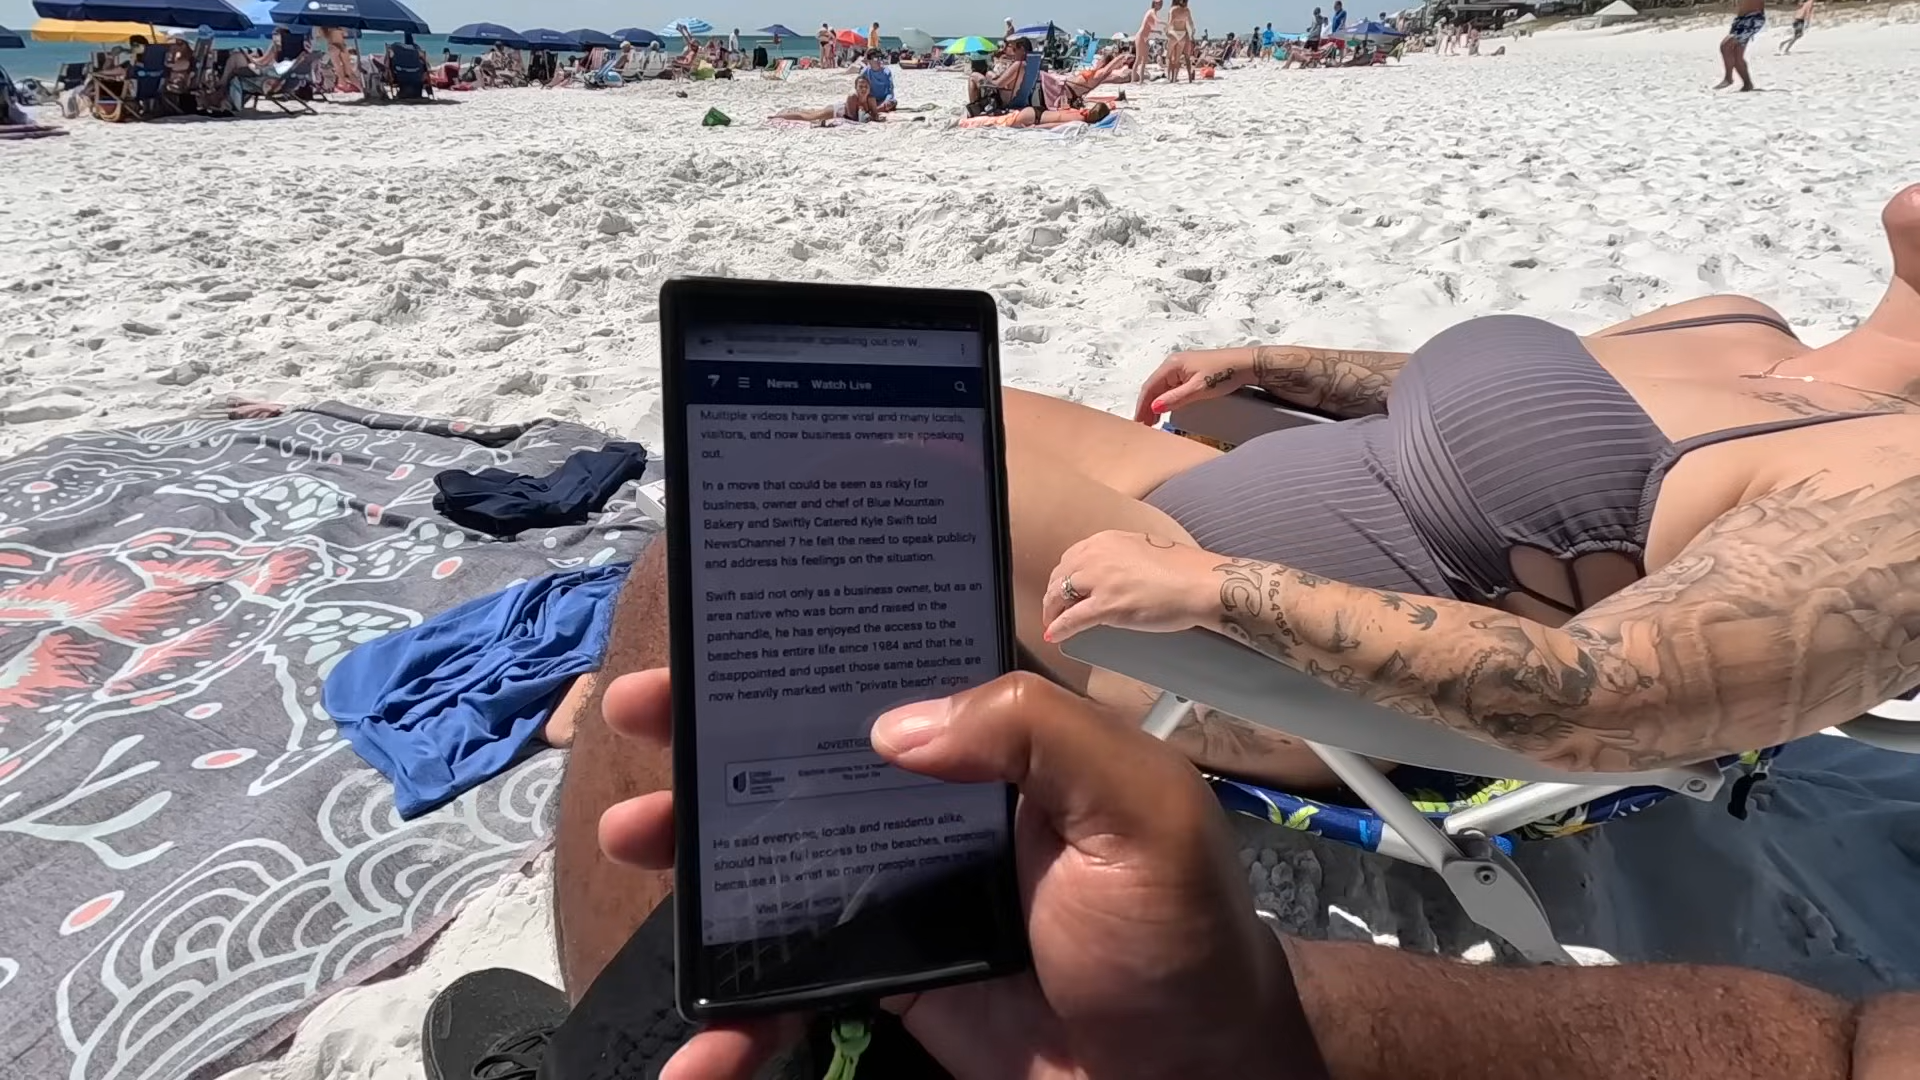 speaking out on W...
7 News Watch Live
Multiple videos have gone viral and many locals,
visitors, and now business owners are speaking
out.
In a move that could be seen as risky for
business, owner and chef of Blue Mountain
Bakery and Swiftly Catered Kyle Swift told
NewsChannel 7 he felt the need to speak publicly
and address his feelings on the situation.
Swift said not only as a business owner, but as an
area native who was born and raised in the
panhandle, he has enjoyed the access to the
beaches his entire life since 1984 and that he is
disappointed and upset those same beaches are
now heavily marked with "private beach" signs
He said everyone, locals and residents alike,
should have full access to the beaches, especially
because it is what so many people come